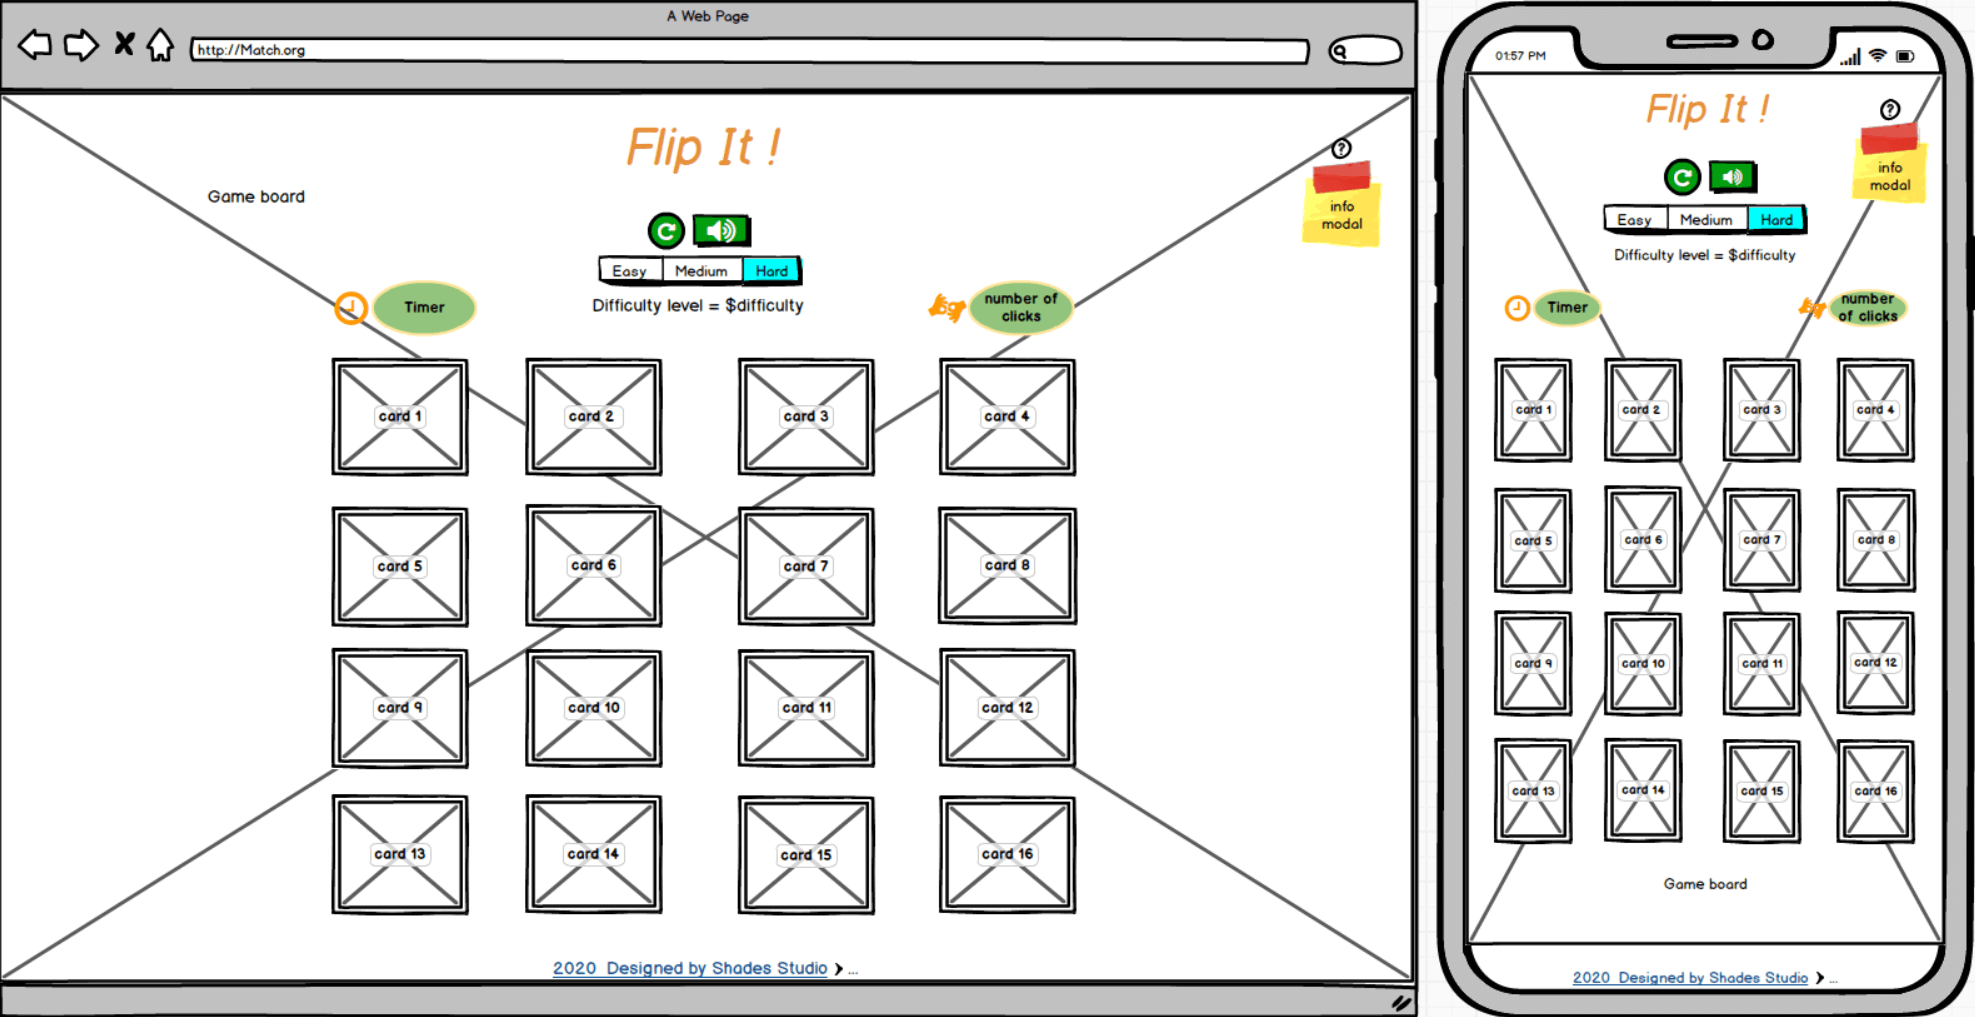 A Web Page
http://Match.org
Flip It !
Game board
info
modal
Easy Medium Hard
Difficulty level = $difficulty
Timer
number of
clicks
card 1 card 2 card 3 card 4
card 5 card 6 card 7 card 8
card 9 card 10 card 11 card 12
card 13 card 14 card 15 card 16
2020 Designed by Shades Studio > ...
01:57 PM
Flip It !
info
modal
Easy Medium Hard
Difficulty level = $difficulty
Timer
number
of clicks
card 1 card 2 card 3 card 4
card 5 card 6 card 7 card 8
card 9 card 10 card 11 card 12
card 13 card 14 card 15 card 16
Game board
2020 Designed by Shades Studio > ...